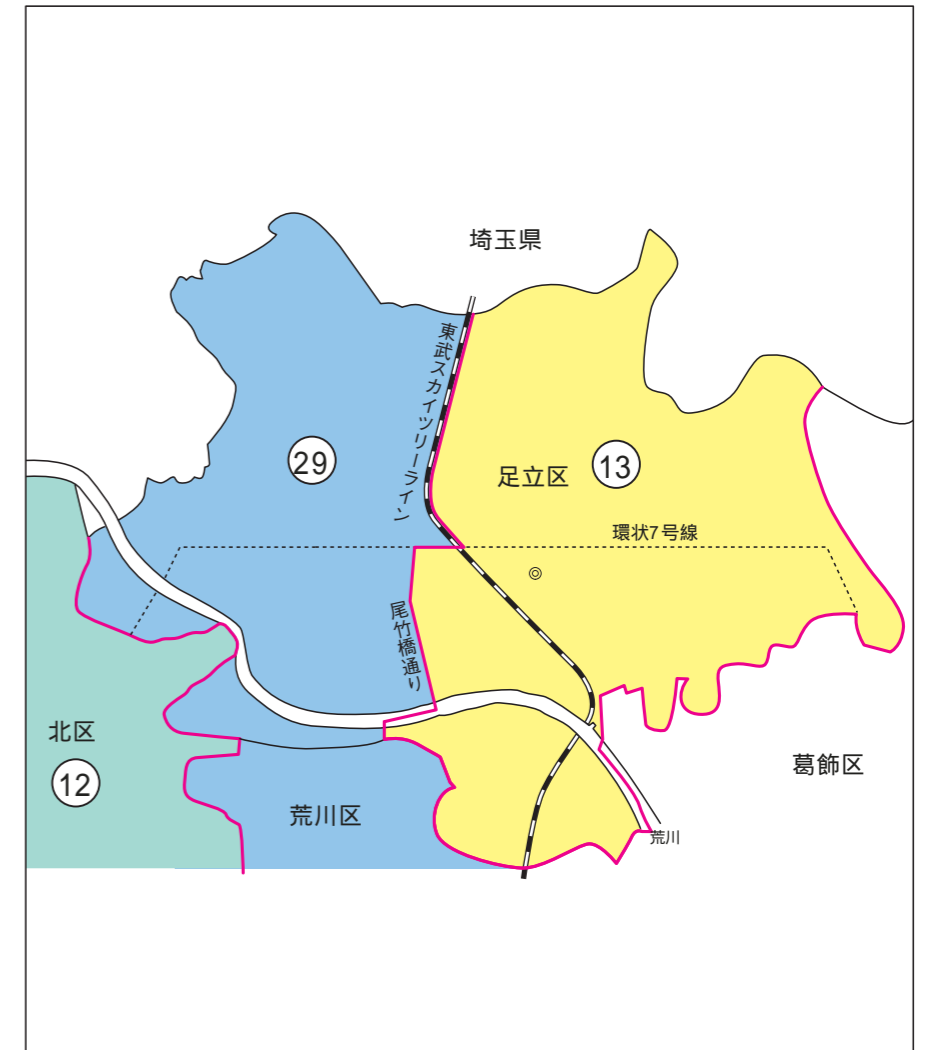 埼玉県
東武スカイツリーライン
29
足立区
13
環状7号線
尾竹橋通り
北区
12
葛飾区
荒川区
荒川